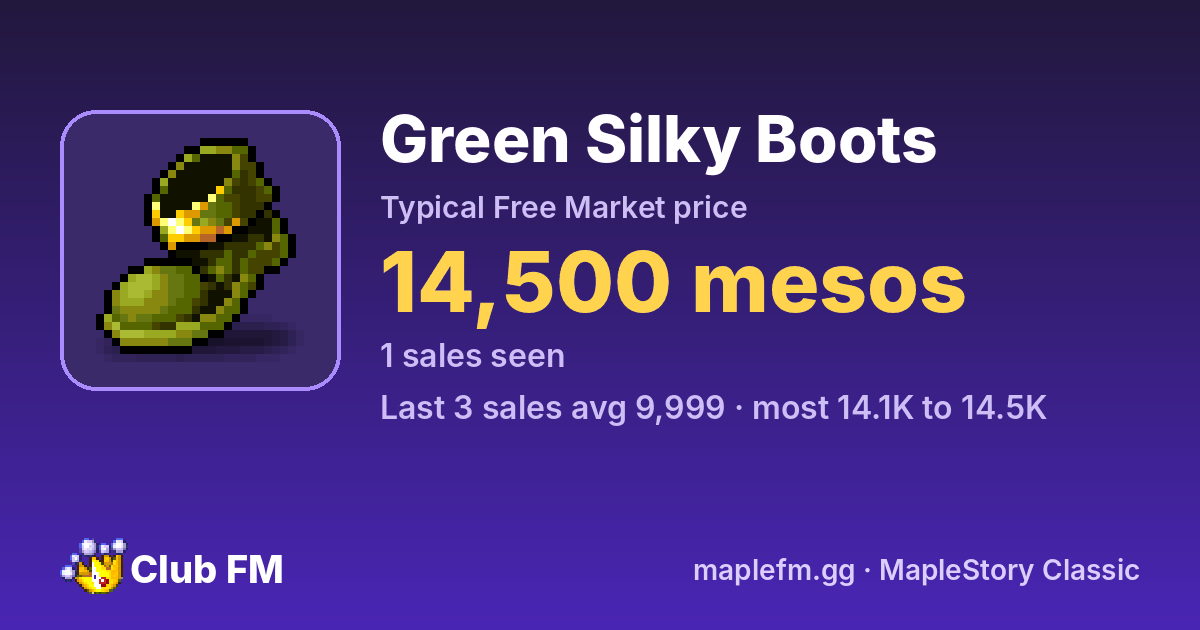 Green Silky Boots
Typical Free Market price
14,500 mesos
1 sales seen
Last 3 sales avg 9,999 · most 14.1K to 14.5K
Club FM
maplefm.gg · MapleStory Classic